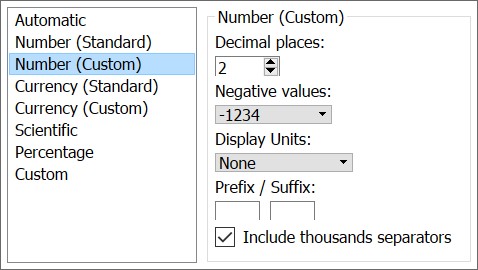 Automatic
Number (Standard)
Number (Custom)
Currency (Standard)
Currency (Custom)
Scientific
Percentage
Custom
Number (Custom)
Decimal places:
2
Negative values:
-1234
Display Units:
None
Prefix / Suffix:
Include thousands separators